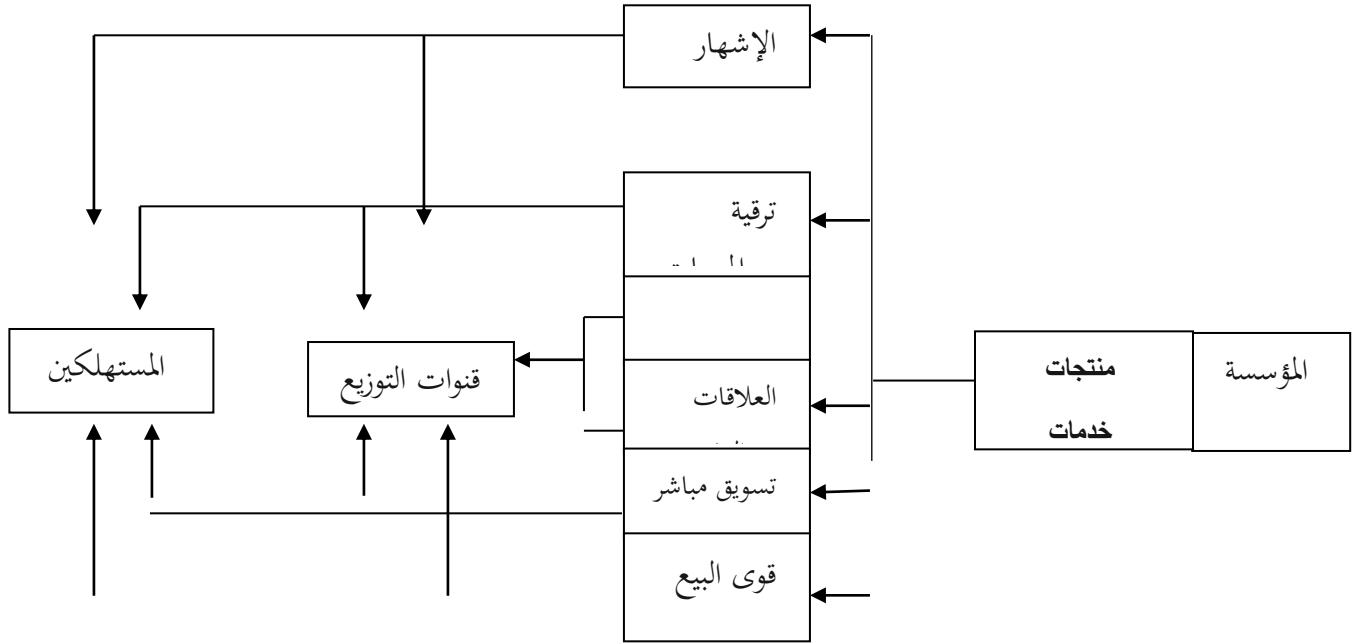 الإشهار
ترقية
المؤسسة
منتجات
خدمات
العلاقات
قنوات التوزيع
المستهلكين
تسويق مباشر
قوى البيع